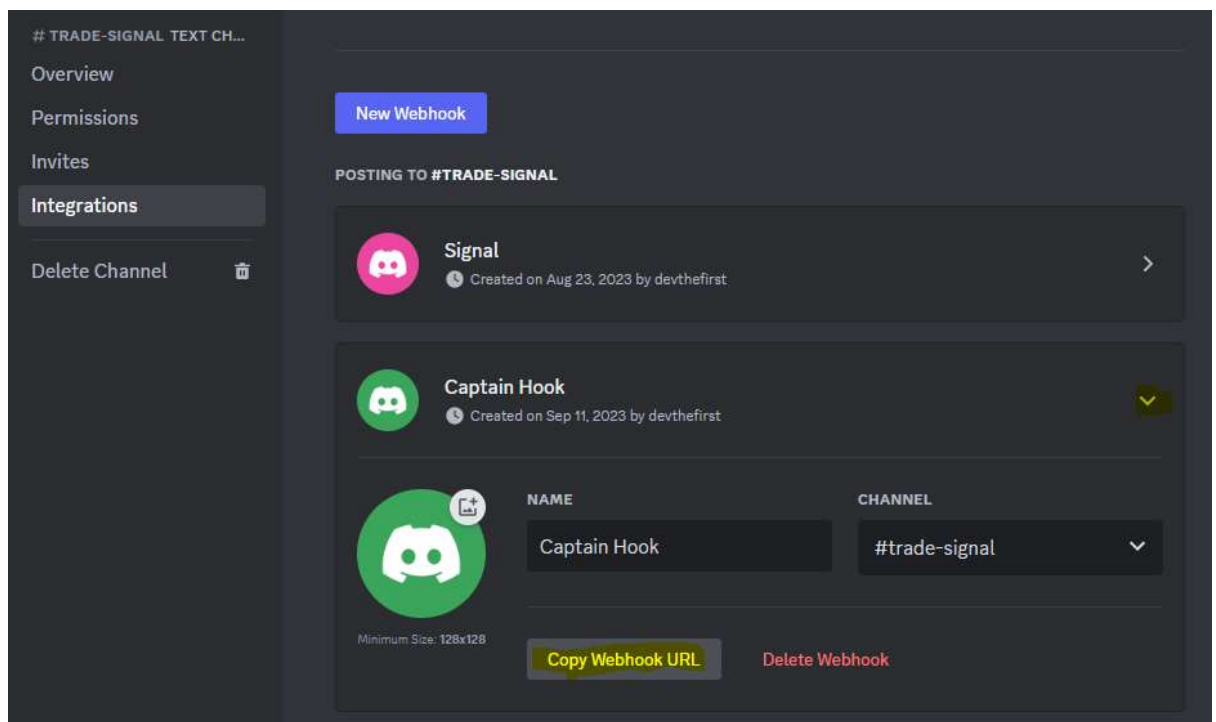 # TRADE-SIGNAL TEXT CH...
Overview
Permissions
Invites
Integrations
Delete Channel
New Webhook
POSTING TO #TRADE-SIGNAL
Signal
Created on Aug 23, 2023 by devthefirst
Captain Hook
Created on Sep 11, 2023 by devthefirst
NAME
Captain Hook
CHANNEL
#trade-signal
Minimum Size: 128x128
Copy Webhook URL
Delete Webhook